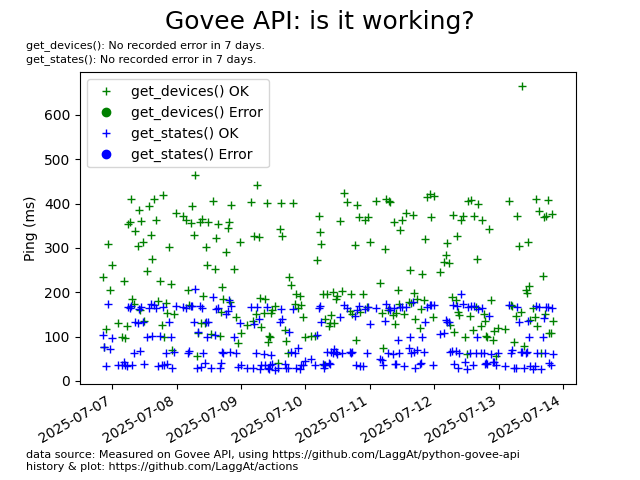 Govee API: is it working?
get_devices(): No recorded error in 7 days.
get_states(): No recorded error in 7 days.
get_devices() OK
get_devices() Error
get_states() OK
get_states() Error
Ping (ms)
600
500
400
300
200
100
0
2025-07-07
2025-07-08
2025-07-09
2025-07-10
2025-07-11
2025-07-12
2025-07-13
2025-07-14
data source: Measured on Govee API, using https://github.com/LaggAt/python-govee-api
history & plot: https://github.com/LaggAt/actions